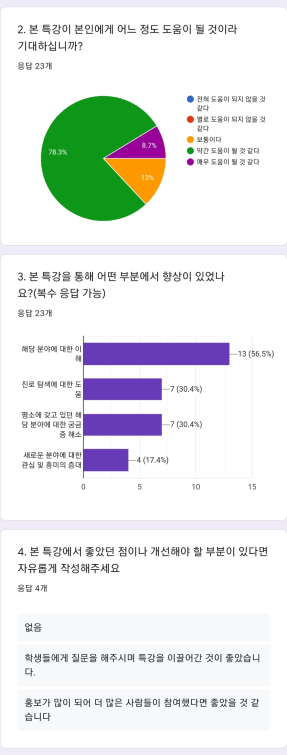 2. 본 특강이 본인에게 어느 정도 도움이 될 것이라
기대하십니까?
응답 23개
78.3%
8.7%
13%
전혀 도움이 되지 않을 것
같다
별로 도움이 되지 않을 것
같다
보통이다
약간 도움이 될 것 같다
매우 도움이 될 것 같다
3. 본 특강을 통해 어떤 부분에서 향상이 있었나
요?(복수 응답 가능)
응답 23개
해당 분야에 대한 이
해
13 (56.5%)
진로 탐색에 대한 도
움
7 (30.4%)
평소에 갖고 있던 해
당 분야에 대한 궁금
증 해소
7 (30.4%)
새로운 분야에 대한
관심 및 흥미의 증대
4 (17.4%)
0 5 10 15
4. 본 특강에서 좋았던 점이나 개선해야 할 부분이 있다면
자유롭게 작성해주세요
응답 4개
없음
학생들에게 질문을 해주시며 특강을 이끌어간 것이 좋았습니
다.
홍보가 많이 되어 더 많은 사람들이 참여했다면 좋았을 것 같
습니다